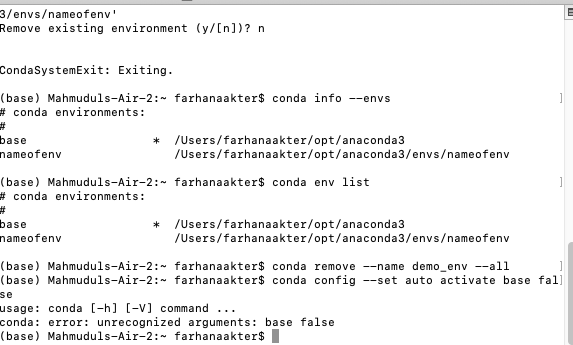 3/envs/nameofenv'
Remove existing environment (y/[n])? n
CondaSystemExit: Exiting.
(base) Mahmuduls-Air-2:~ farhanaakter$ conda info --envs
# conda environments:
#
base                  *  /Users/farhanaakter/opt/anaconda3
nameofenv                /Users/farhanaakter/opt/anaconda3/envs/nameofenv
(base) Mahmuduls-Air-2:~ farhanaakter$ conda env list
# conda environments:
#
base                  *  /Users/farhanaakter/opt/anaconda3
nameofenv                /Users/farhanaakter/opt/anaconda3/envs/nameofenv
(base) Mahmuduls-Air-2:~ farhanaakter$ conda remove --name demo_env --all
(base) Mahmuduls-Air-2:~ farhanaakter$ conda config --set auto activate base fal
se
usage: conda [-h] [-V] command ...
conda: error: unrecognized arguments: base false
(base) Mahmuduls-Air-2:~ farhanaakter$